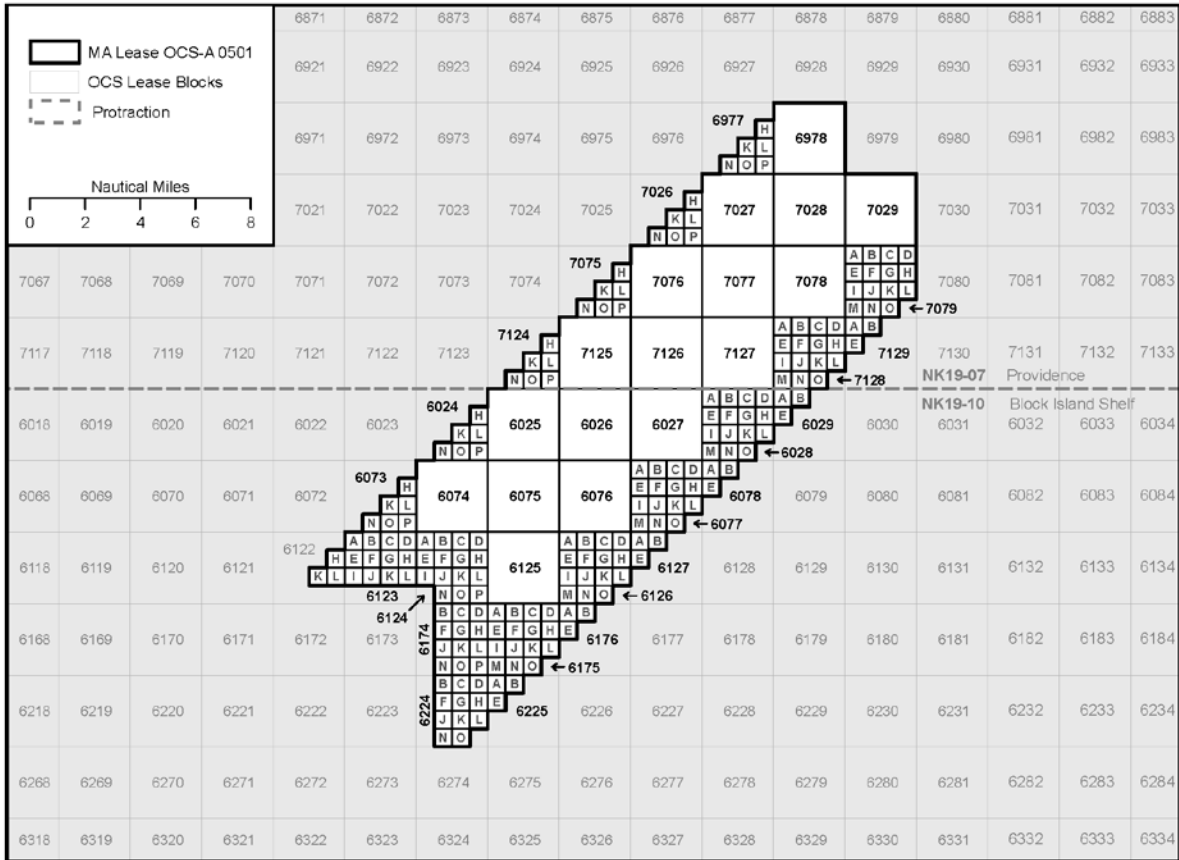 6871 6872 6873 6874 6875 6876 6877 6878 6879 6880 6881 6882 6883
MA Lease OCS-A 0501
OCS Lease Blocks
Protraction
Nautical Miles
0 2 4 6 8
6921 6922 6923 6924 6925 6926 6927 6928 6929 6930 6931 6932 6933
6977 H
6971 6972 6973 6974 6975 6976 K L 6978 6979 6980 6981 6982 6983
N O P
7026 H
7021 7022 7023 7024 7025 K L 7027 7028 7029 7030 7031 7032 7033
N O P
A B C D
7075 H E F G H
7067 7068 7069 7070 7071 7072 7073 7074 K L 7076 7077 7078 I J K L 7080 7081 7082 7083
N O P M N O 7079
A B C D A B
7124 H E F G H E
7117 7118 7119 7120 7121 7122 7123 K L 7125 7126 7127 I J K L 7129 7130 7131 7132 7133
N O P M N O 7128
NK19-07 Providence
NK19-10 Block Island Shelf
A B C D A B
6024 H E F G H E 6029
6018 6019 6020 6021 6022 6023 K L 6025 6026 6027 I J K L 6030 6031 6032 6033 6034
N O P M N O 6028
A B C D A B
6073 H E F G H E 6078
6068 6069 6070 6071 6072 K L 6074 6075 6076 I J K L 6079 6080 6081 6082 6083 6084
N O P M N O 6077
A B C D A B C D A B C D A B
6122 H E F G H E F G H E F G H E 6127
6118 6119 6120 6121 K L I J K L I J K L 6125 I J K L 6128 6129 6130 6131 6132 6133 6134
6123 N O P M N O 6126
6124
B C D A B C D A B
F G H E F G H E 6176
6168 6169 6170 6171 6172 6173 6174 J K L I J K L 6177 6178 6179 6180 6181 6182 6183 6184
N O P M N O 6175
B C D A B
F G H E 6225
6218 6219 6220 6221 6222 6223 6224 J K L 6226 6227 6228 6229 6230 6231 6232 6233 6234
N O
6268 6269 6270 6271 6272 6273 6274 6275 6276 6277 6278 6279 6280 6281 6282 6283 6284
6318 6319 6320 6321 6322 6323 6324 6325 6326 6327 6328 6329 6330 6331 6332 6333 6334